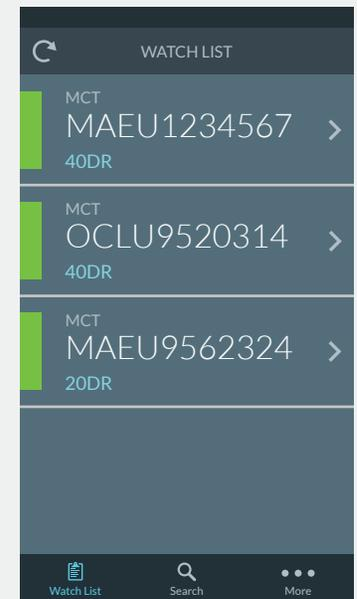 WATCH LIST
MCT
MAEU1234567
40DR
MCT
OCLU9520314
40DR
MCT
MAEU9562324
20DR
Watch List
Search
More